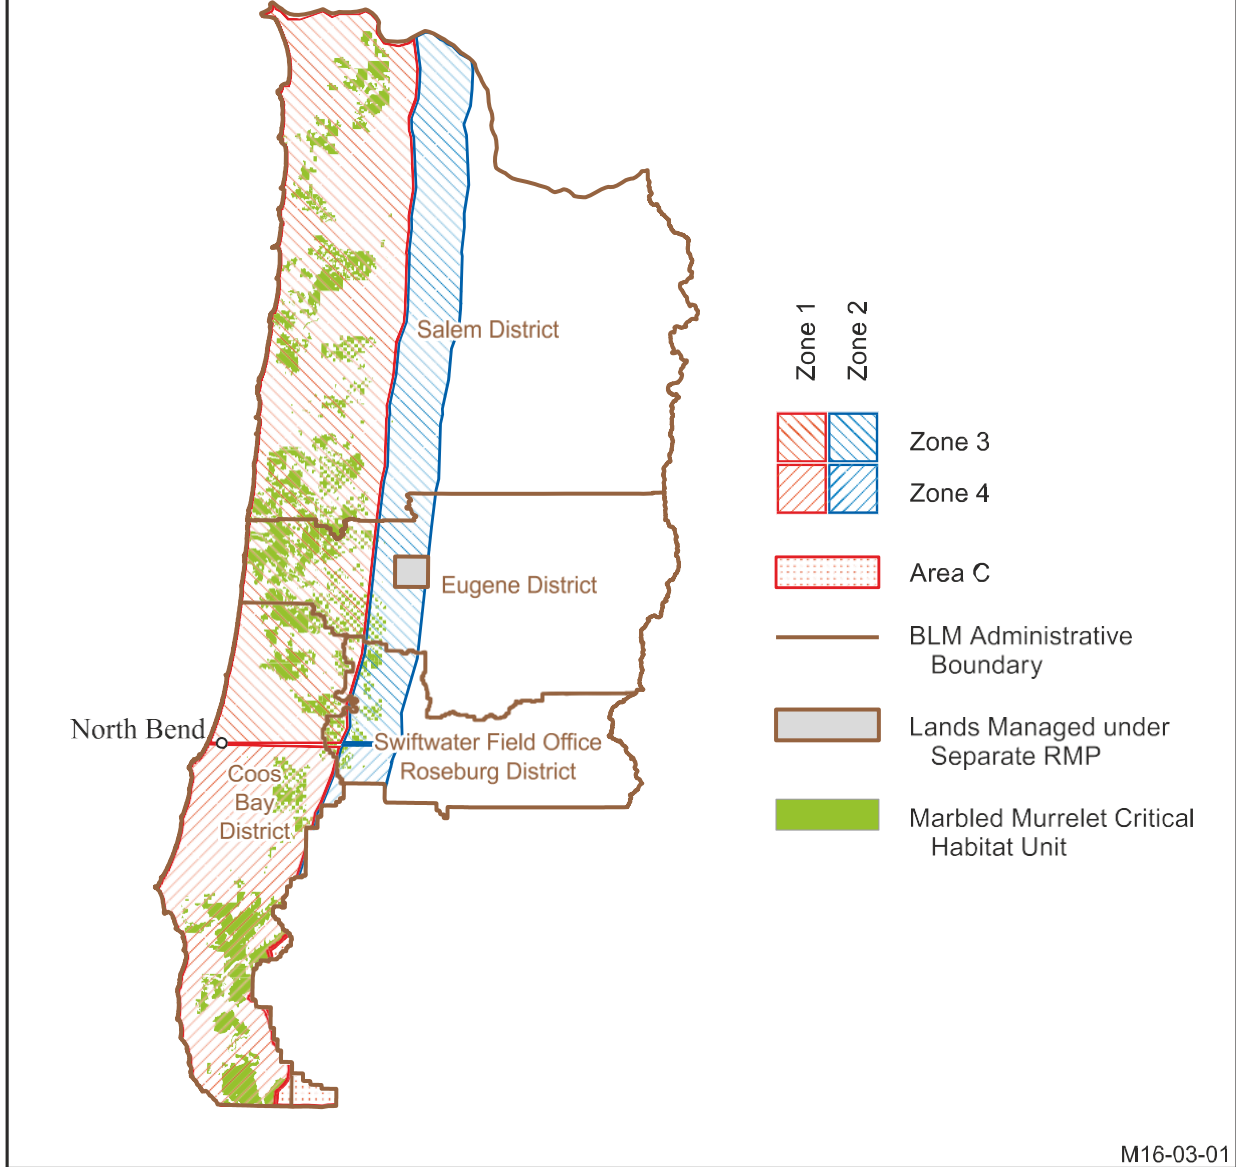 Salem District
Eugene District
North Bend
Swiftwater Field Office
Roseburg District
Coos
Bay
District
Zone 1
Zone 2
Zone 3
Zone 4
Area C
BLM Administrative
Boundary
Lands Managed under
Separate RMP
Marbled Murrelet Critical
Habitat Unit
M16-03-01